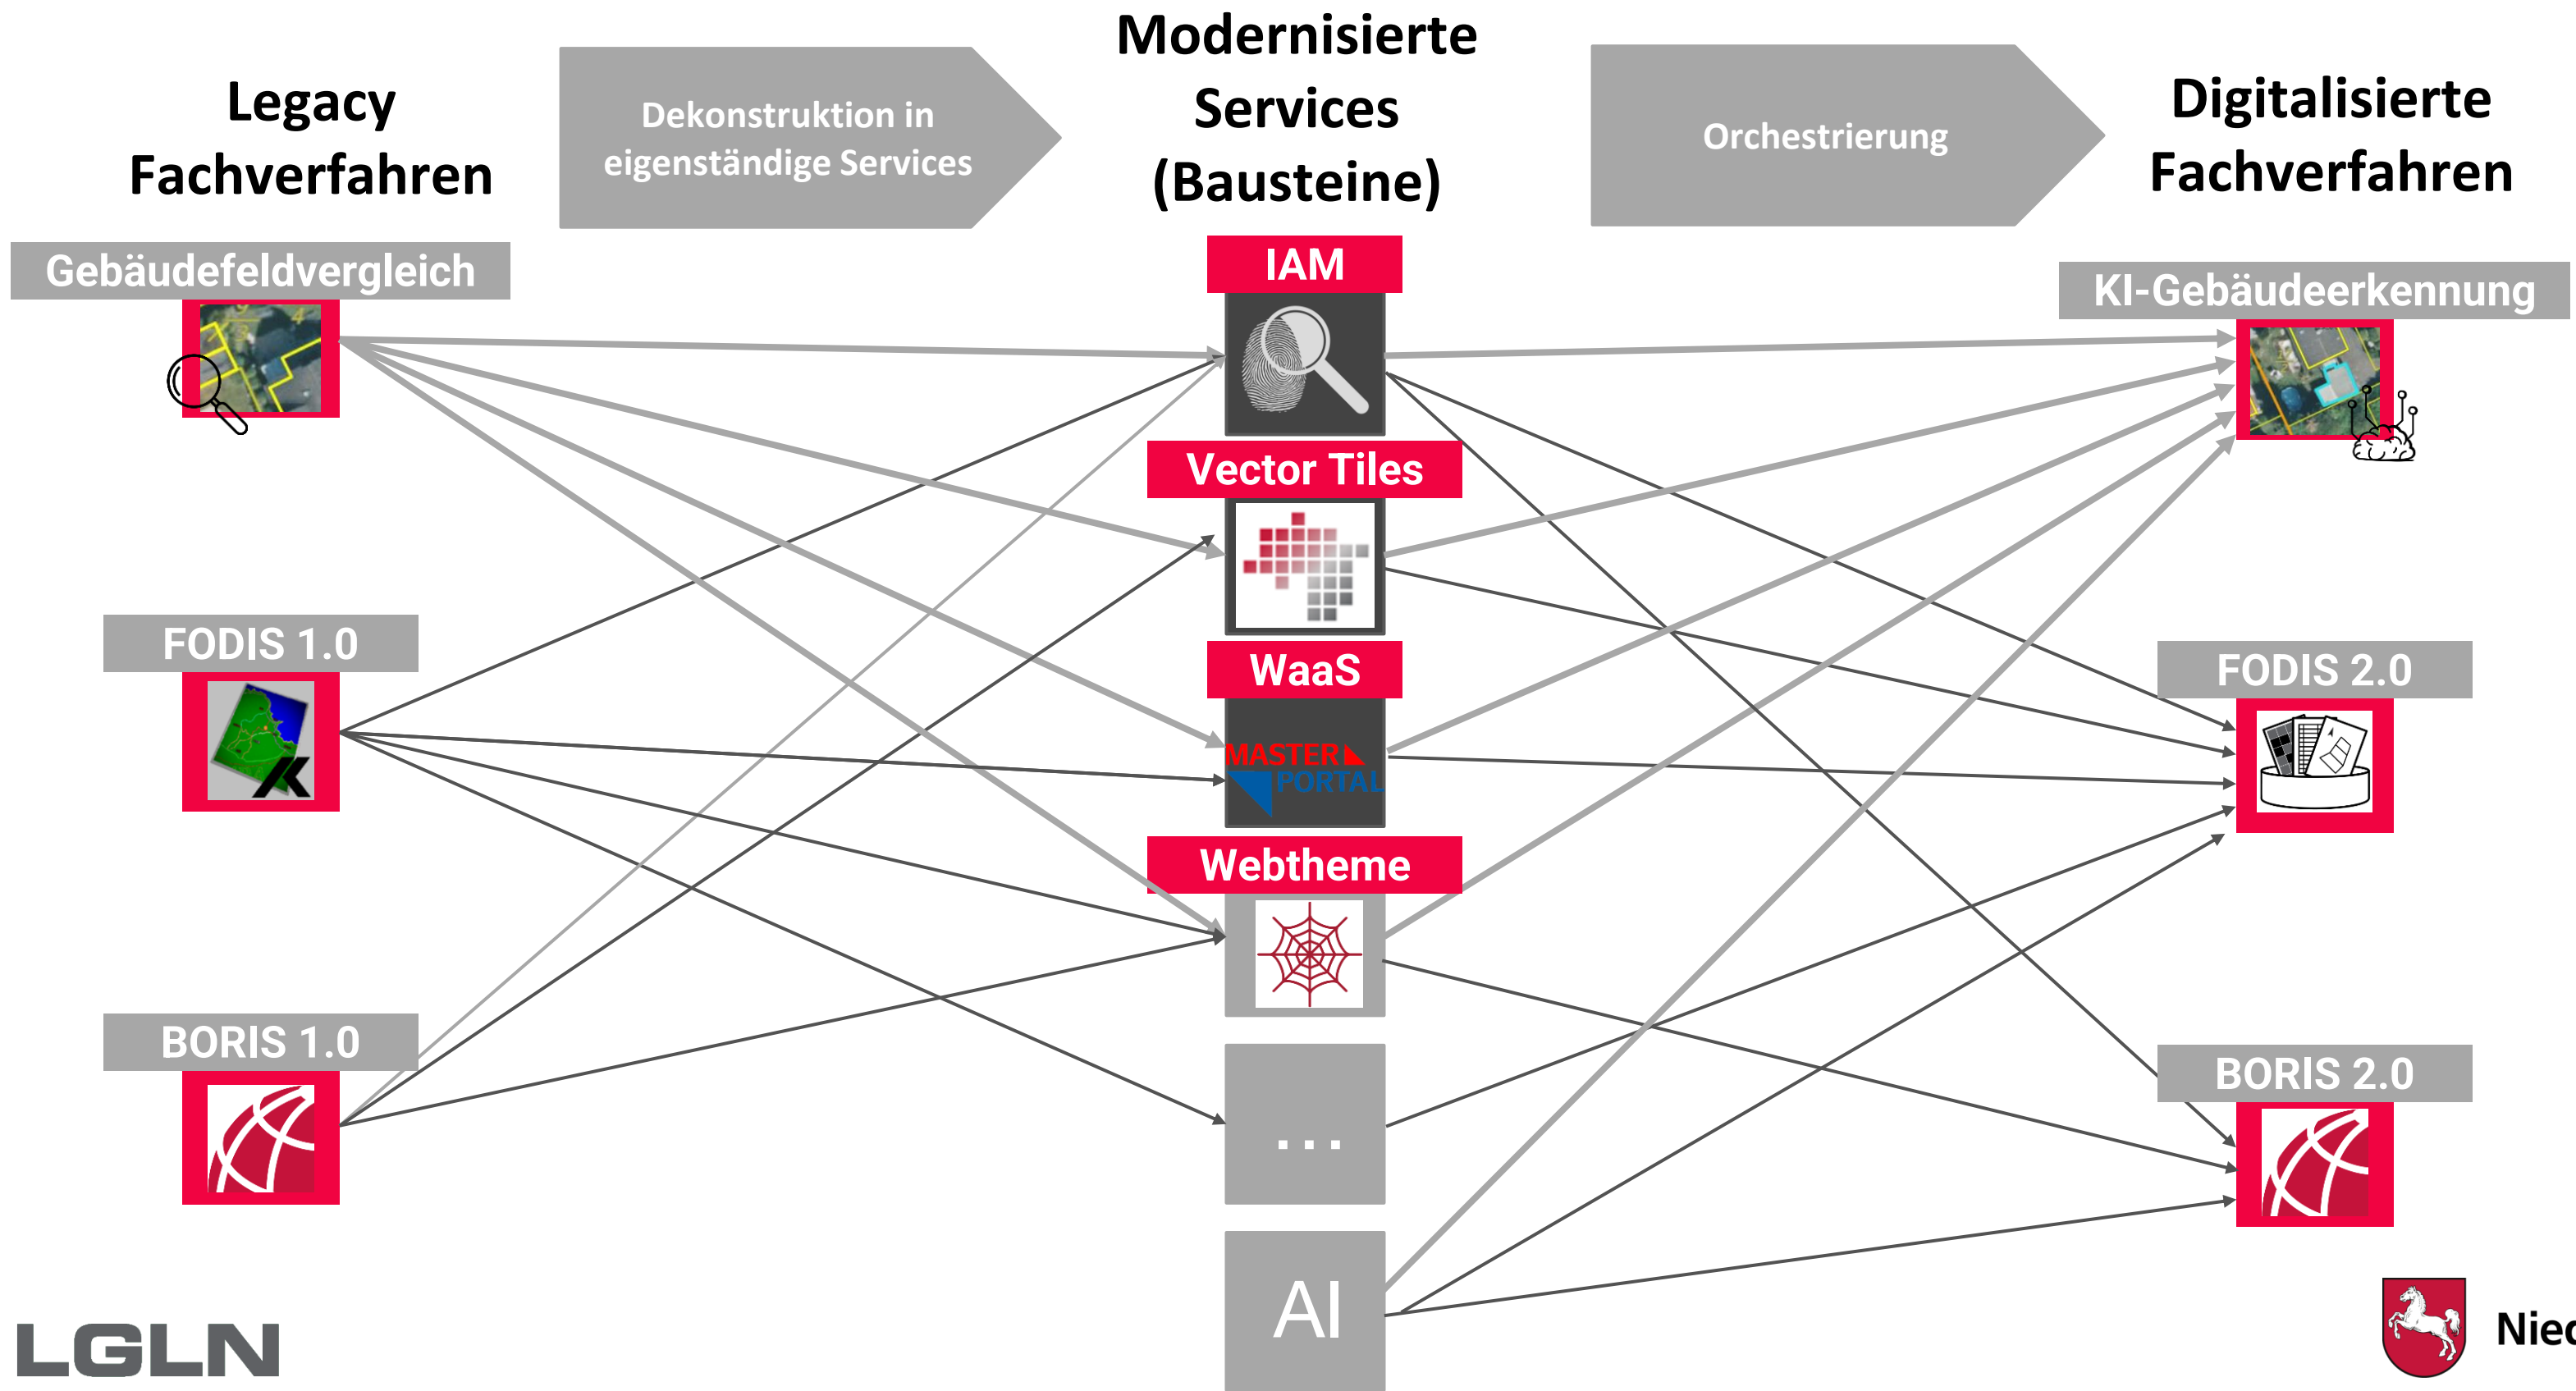 Legacy
Fachverfahren
Dekonstruktion in
eigenständige Services
Modernisierte
Services
(Bausteine)
Orchestrierung
Digitalisierte
Fachverfahren
Gebäudefeldvergleich
FODIS 1.0
BORIS 1.0
IAM
Vector Tiles
WaaS
MASTER
PORTAL
Webtheme
...
AI
KI-Gebäudeerkennung
FODIS 2.0
BORIS 2.0
LGLN